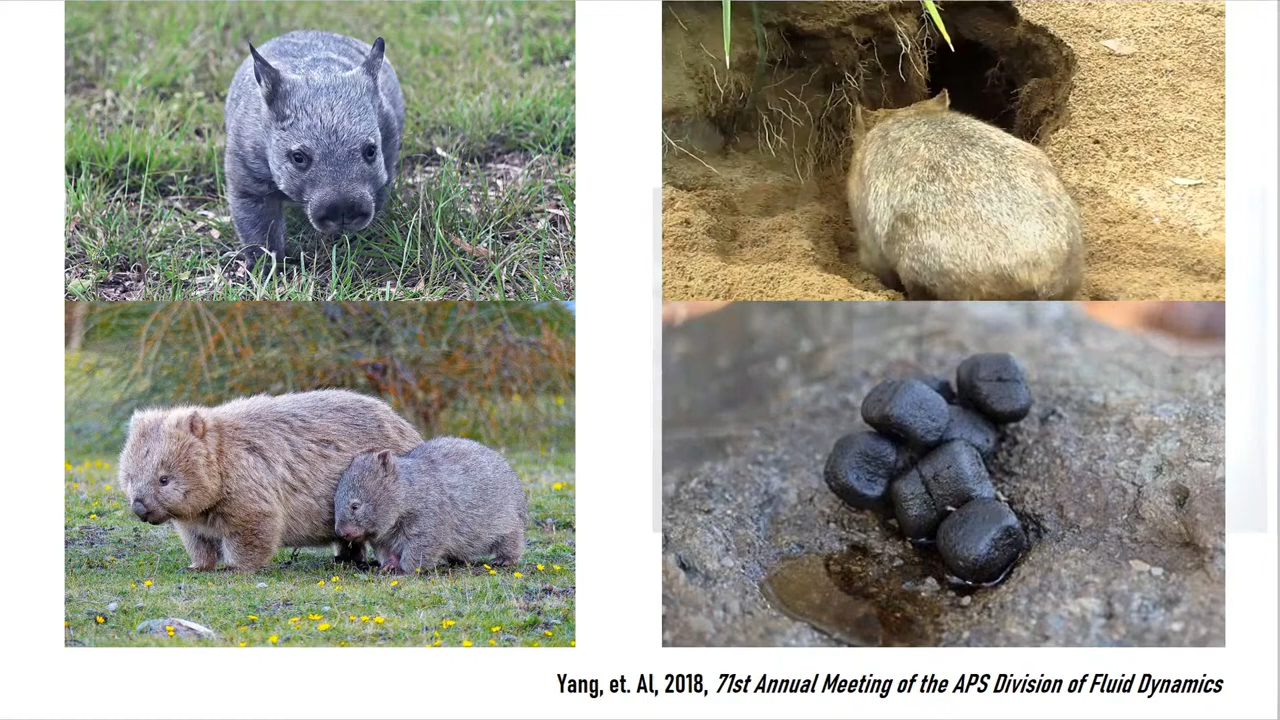 Yang, et. Al, 2018, 71st Annual Meeting of the APS Division of Fluid Dynamics